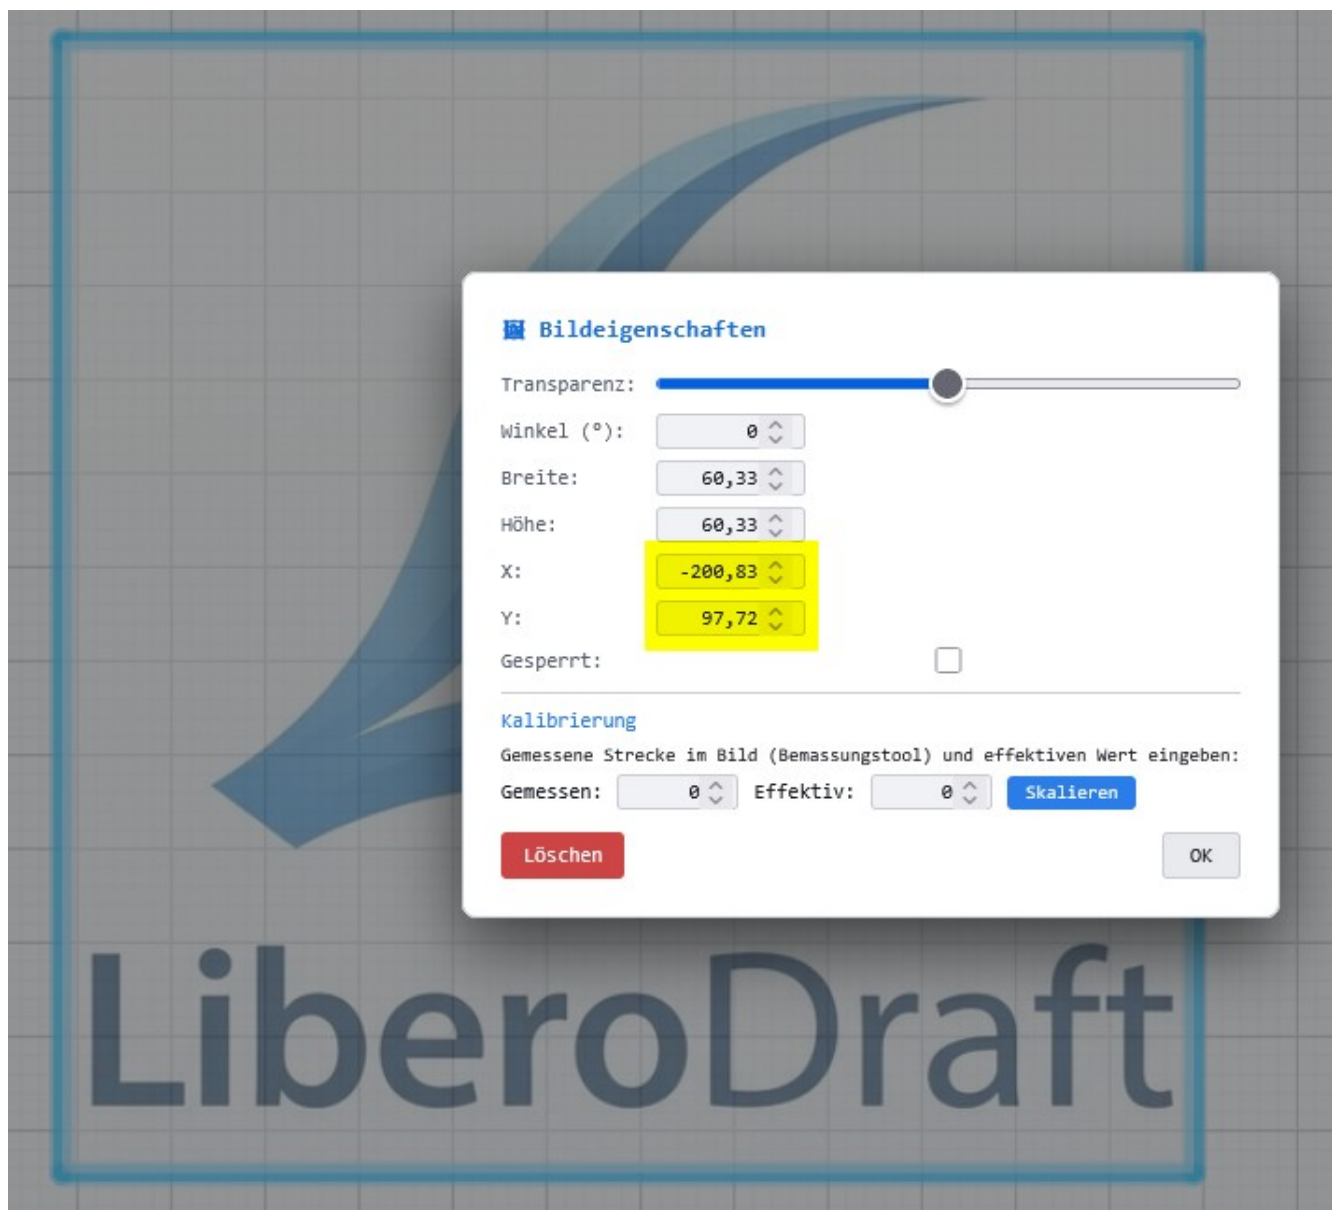 Bildeigenschaften
Transparenz:
Winkel (°): 0
Breite: 60,33
Höhe: 60,33
X: -200,83
Y: 97,72
Gesperrt:
Kalibrierung
Gemessene Strecke im Bild (Bemassungstool) und effektiven Wert eingeben:
Gemessen: 0 Effektiv: 0 Skalieren
Löschen OK
LiberoDraft